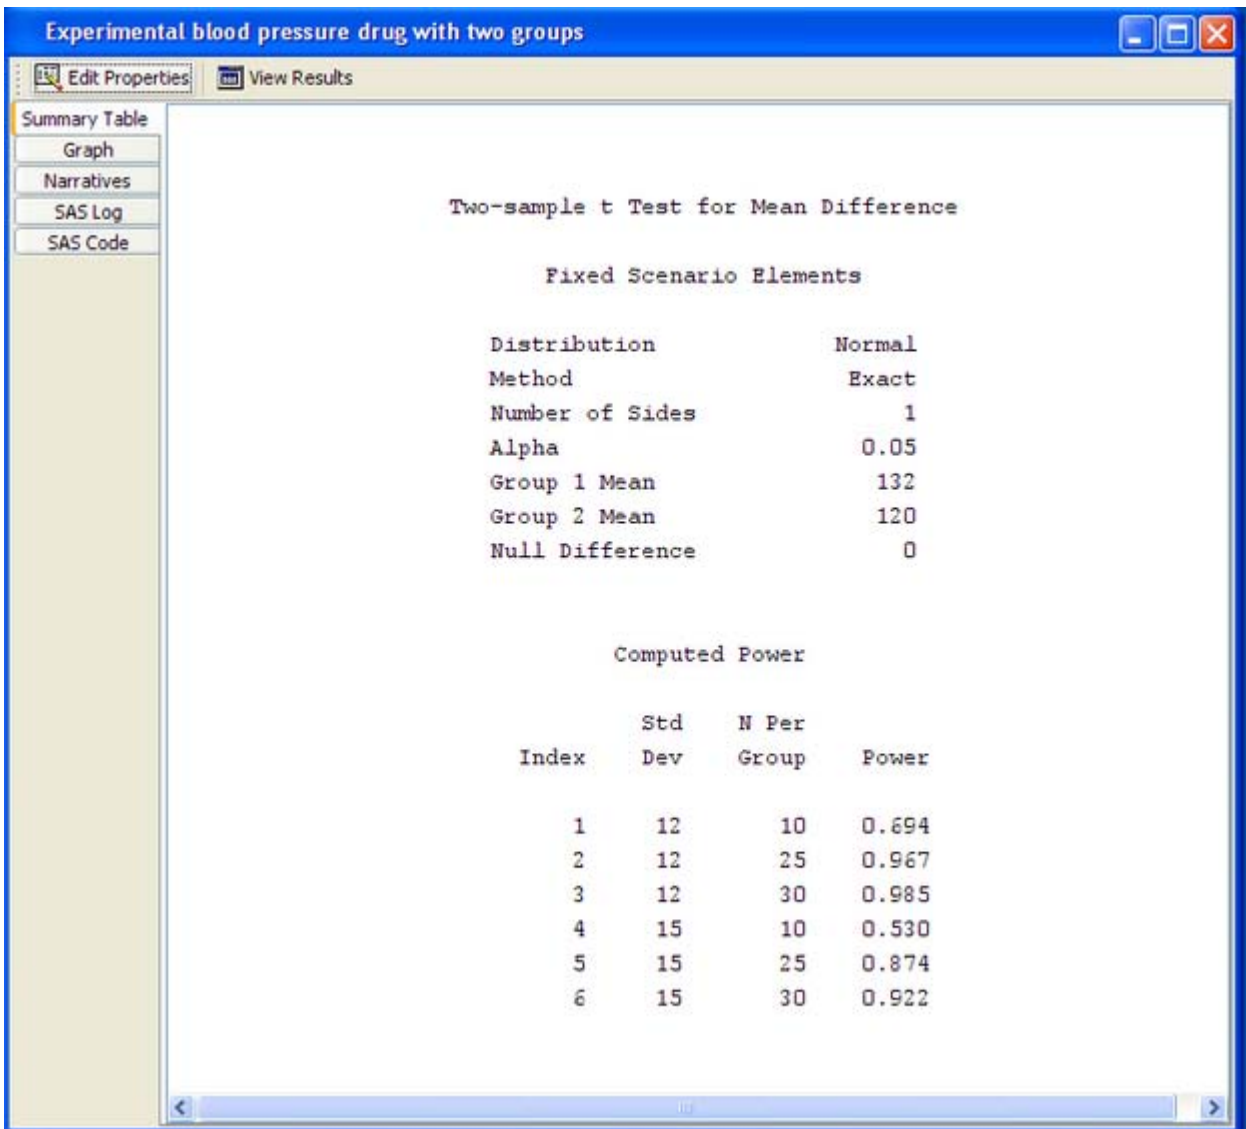 Experimental blood pressure drug with two groups
Edit Properties View Results
Summary Table
Graph
Narratives
SAS Log
SAS Code
Two-sample t Test for Mean Difference
Fixed Scenario Elements
Distribution Normal
Method Exact
Number of Sides 1
Alpha 0.05
Group 1 Mean 132
Group 2 Mean 120
Null Difference 0
Computed Power
Std N Per
Index Dev Group Power
1 12 10 0.694
2 12 25 0.967
3 12 30 0.985
4 15 10 0.530
5 15 25 0.874
6 15 30 0.922